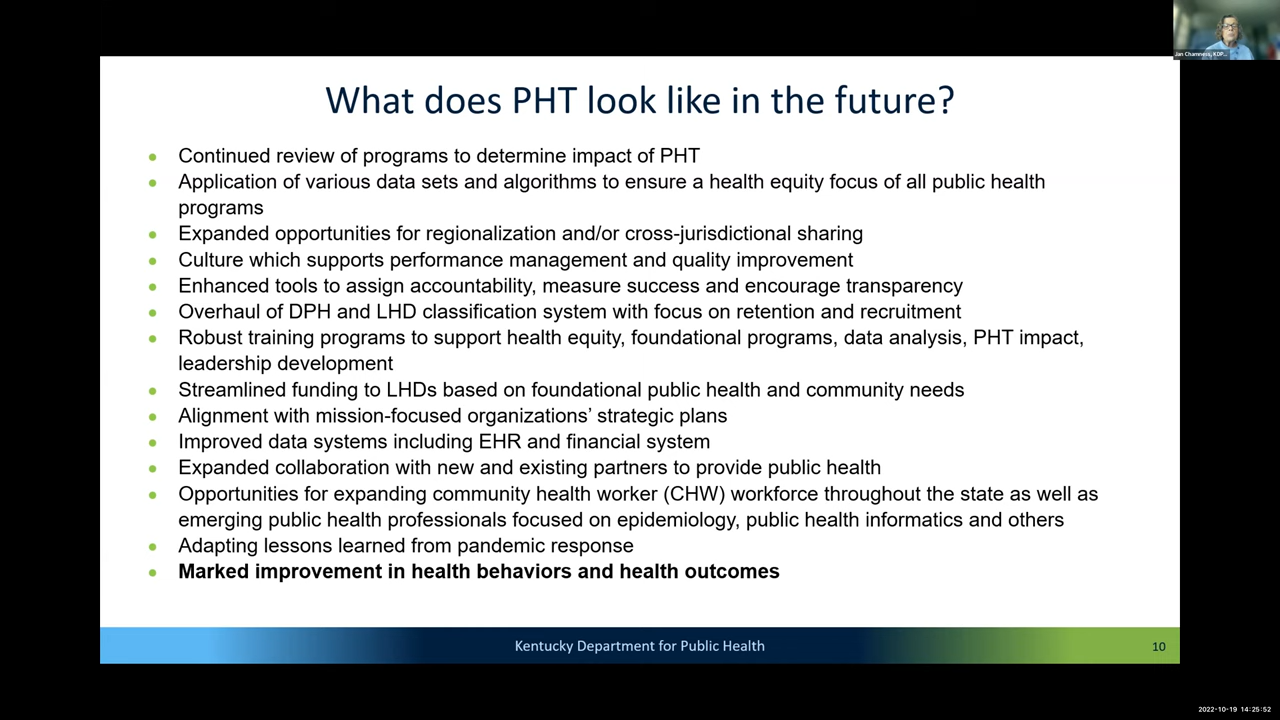 Jan Chamness, KDP...
What does PHT look like in the future?
• Continued review of programs to determine impact of PHT
• Application of various data sets and algorithms to ensure a health equity focus of all public health
programs
• Expanded opportunities for regionalization and/or cross-jurisdictional sharing
• Culture which supports performance management and quality improvement
• Enhanced tools to assign accountability, measure success and encourage transparency
• Overhaul of DPH and LHD classification system with focus on retention and recruitment
• Robust training programs to support health equity, foundational programs, data analysis, PHT impact,
leadership development
• Streamlined funding to LHDs based on foundational public health and community needs
• Alignment with mission-focused organizations’ strategic plans
• Improved data systems including EHR and financial system
• Expanded collaboration with new and existing partners to provide public health
• Opportunities for expanding community health worker (CHW) workforce throughout the state as well as
emerging public health professionals focused on epidemiology, public health informatics and others
• Adapting lessons learned from pandemic response
• Marked improvement in health behaviors and health outcomes
Kentucky Department for Public Health
10
2022-10-19 14:25:52